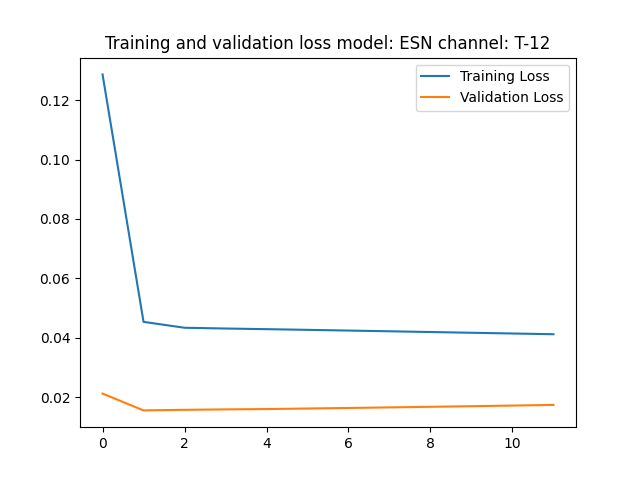 Training and validation loss model: ESN channel: T-12
Training Loss
Validation Loss
0.12
0.10
0.08
0.06
0.04
0.02
0 2 4 6 8 10